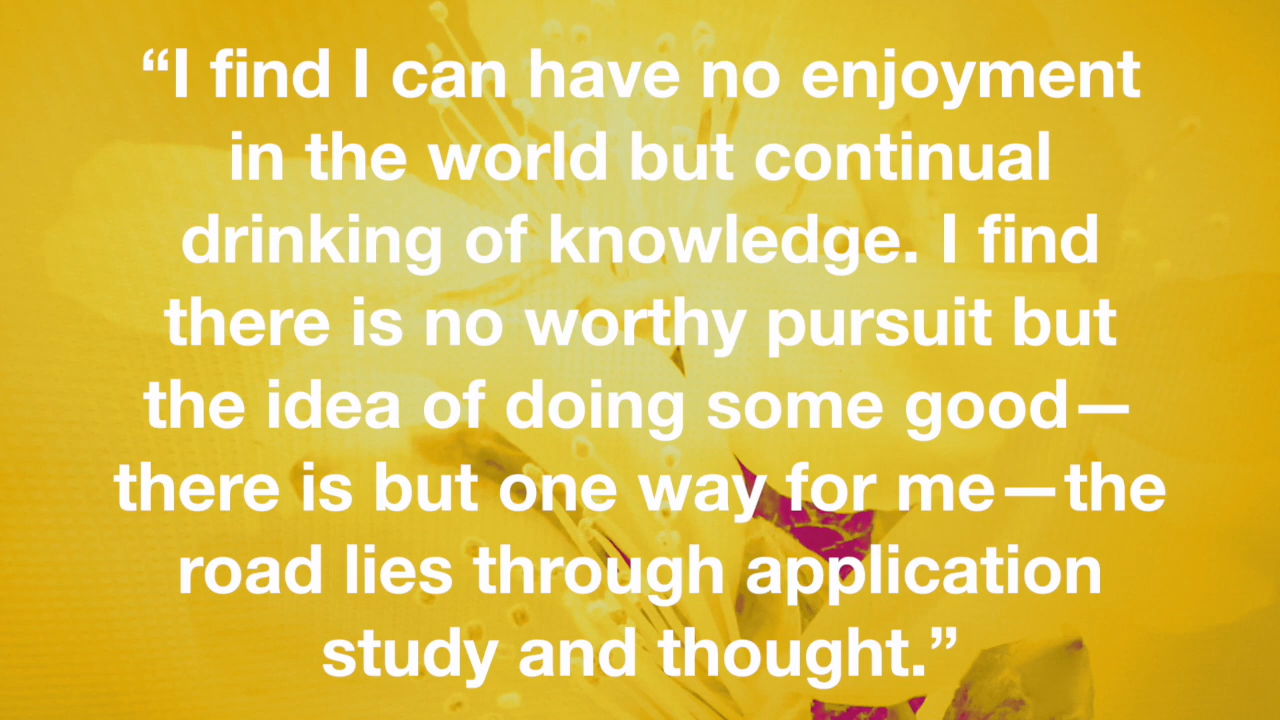 “I find I can have no enjoyment
in the world but continual
drinking of knowledge. I find
there is no worthy pursuit but
the idea of doing some good—
there is but one way for me—the
road lies through application
study and thought.”